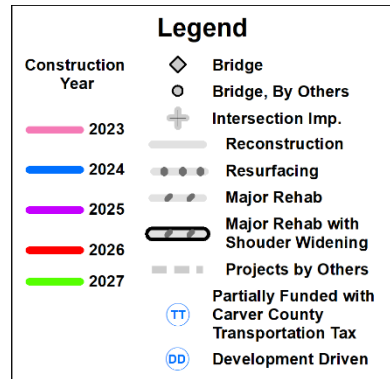 Legend
Construction
Year
2023
2024
2025
2026
2027
Bridge
Bridge, By Others
Intersection Imp.
Reconstruction
Resurfacing
Major Rehab
Major Rehab with
Shouder Widening
Projects by Others
TT
Partially Funded with
Carver County
Transportation Tax
DD
Development Driven